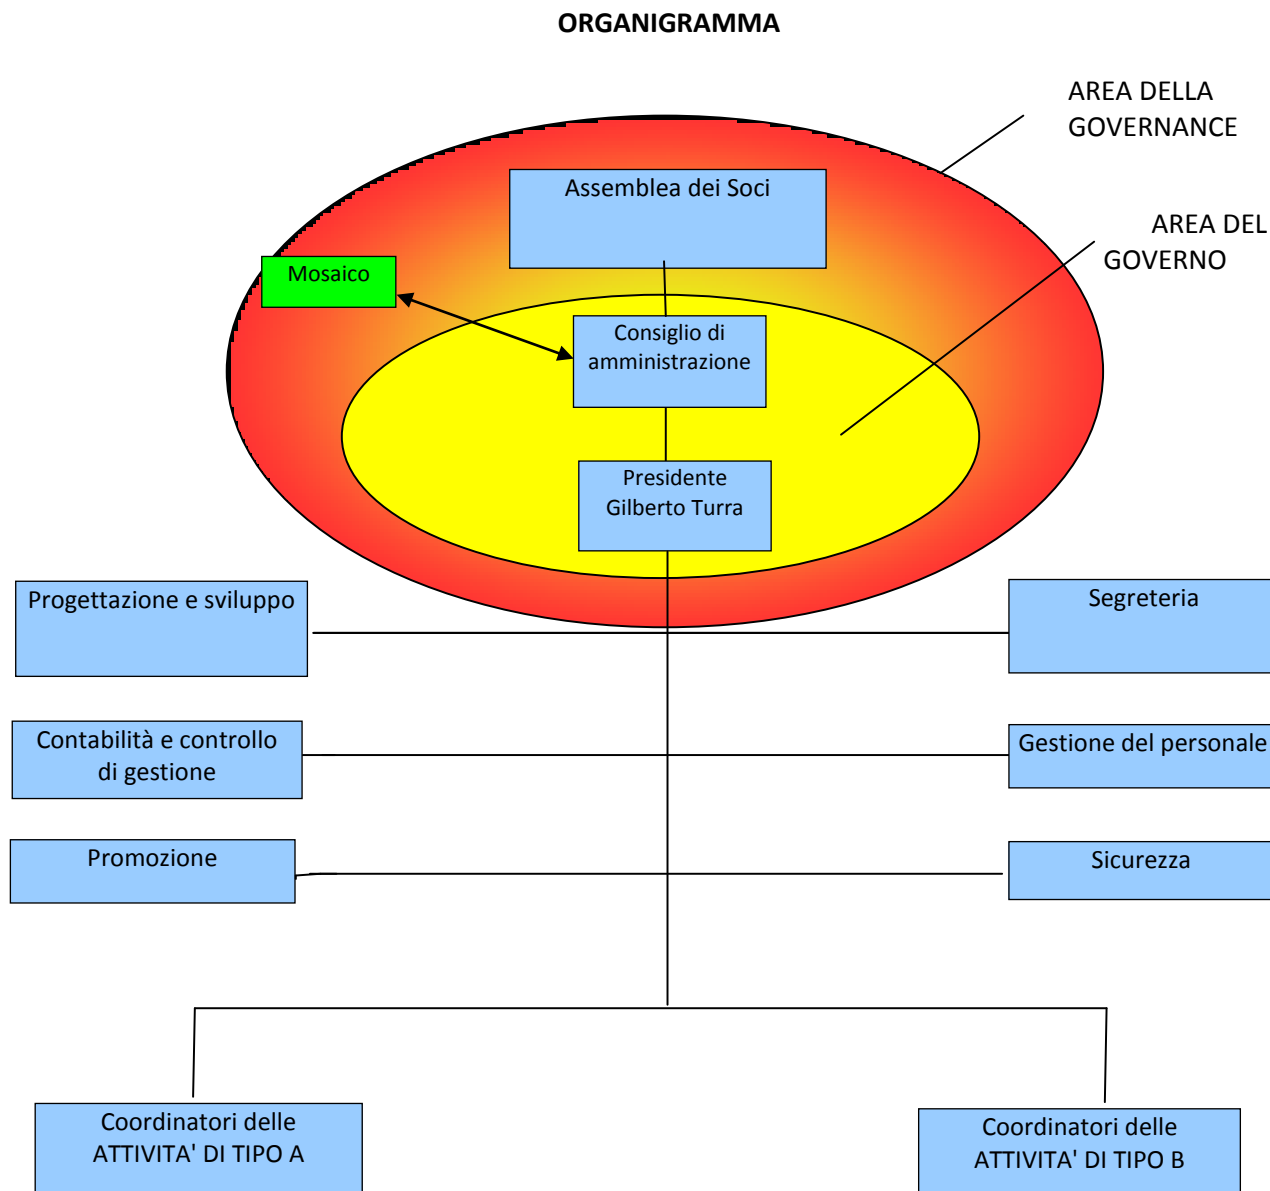 ORGANIGRAMMA
AREA DELLA
GOVERNANCE
Assemblea dei Soci
AREA DEL
GOVERNO
Mosaico
Consiglio di
amministrazione
Presidente
Gilberto Turra
Progettazione e sviluppo
Segreteria
Contabilità e controllo
di gestione
Gestione del personale
Promozione
Sicurezza
Coordinatori delle
ATTIVITA' DI TIPO A
Coordinatori delle
ATTIVITA' DI TIPO B